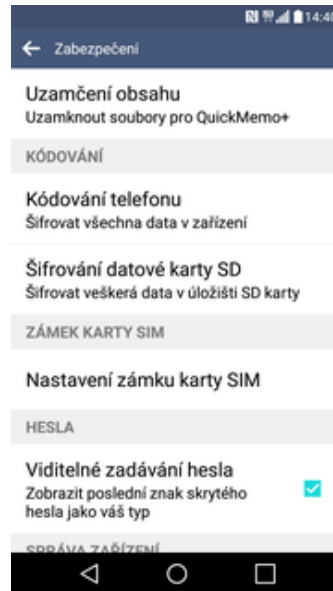 14:40
Zabezpečení
Uzamčení obsahu
Uzamknout soubory pro QuickMemo+
KÓDOVÁNÍ
Kódování telefonu
Šifrovat všechna data v zařízení
Šifrování datové karty SD
Šifrovat veškerá data v úložišti SD karty
ZÁMEK KARTY SIM
Nastavení zámku karty SIM
HESLA
Viditelné zadávání hesla
Zobrazit poslední znak skrytého
hesla jako váš typ
SPRÁVA ZAŘÍZENÍ